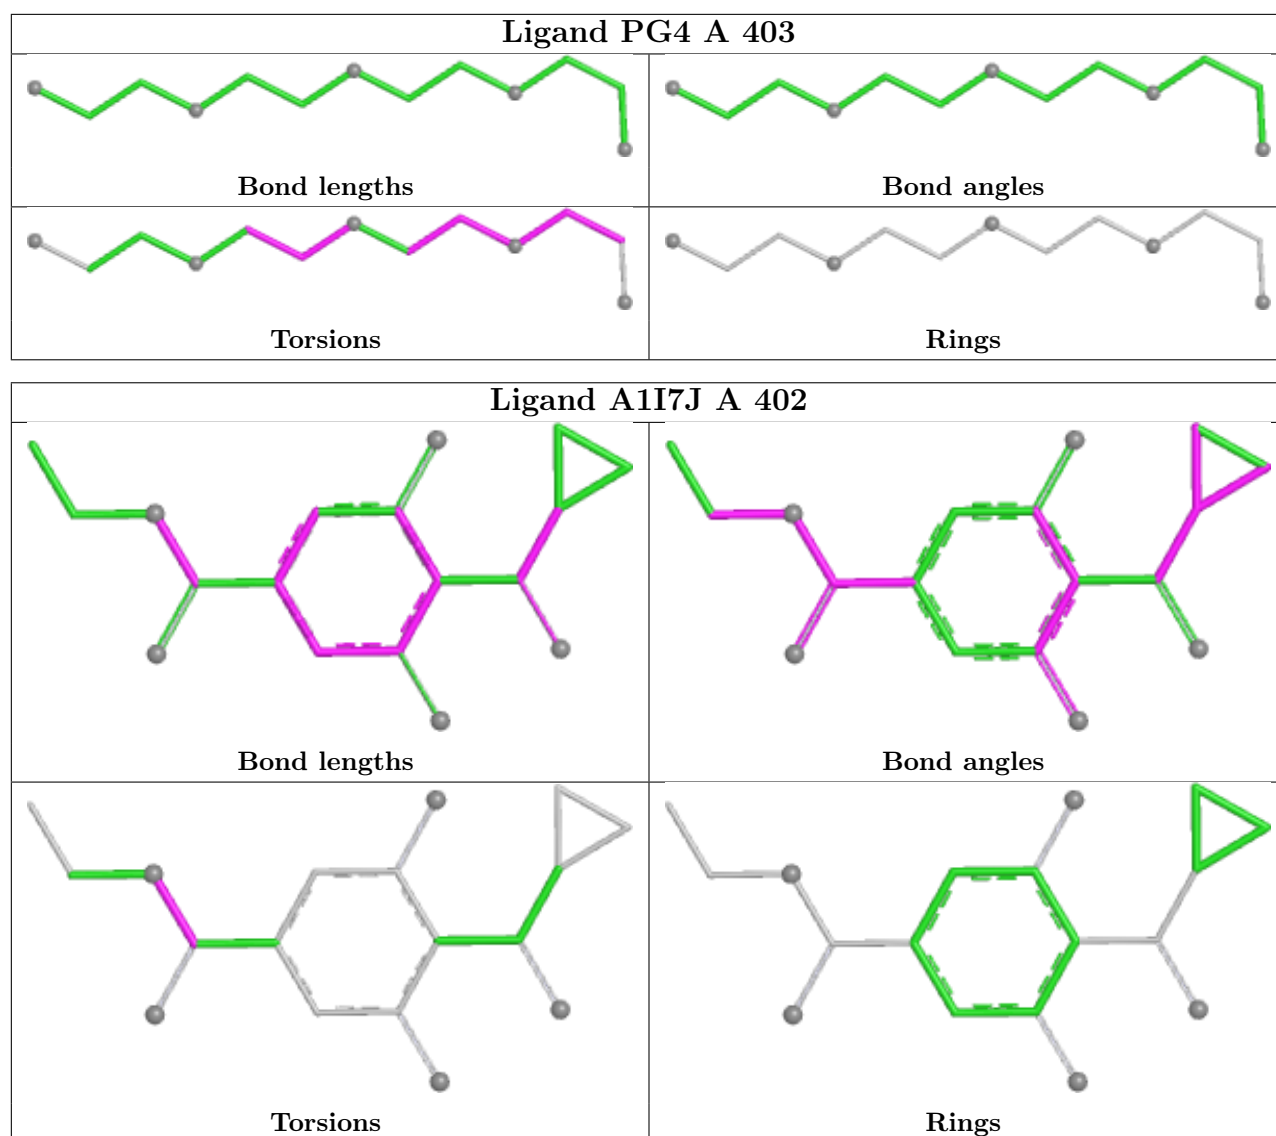 Ligand PG4 A 403
Bond lengths
Bond angles
Torsions
Rings
Ligand A1I7J A 402
Bond lengths
Bond angles
Torsions
Rings